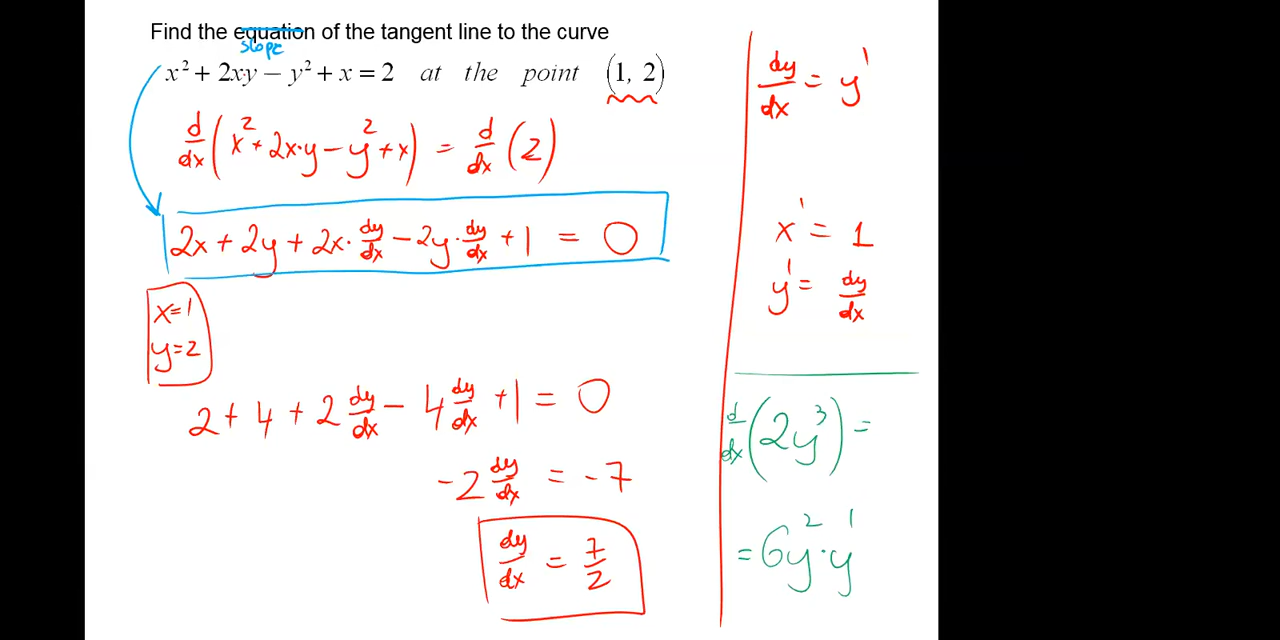 Find the equation of the tangent line to the curve
slope
x² + 2xy − y² + x = 2 at the point (1, 2)
d/dx (x² + 2x·y − y² + x) = d/dx (2)
2x + 2y + 2x · dy/dx − 2y · dy/dx + 1 = 0
x = 1
y = 2
2 + 4 + 2 dy/dx − 4 dy/dx + 1 = 0
-2 dy/dx = -7
dy/dx = 7/2
dy/dx = y'
x' = 1
y' = dy/dx
d/dx (2y³) =
= 6y² · y'